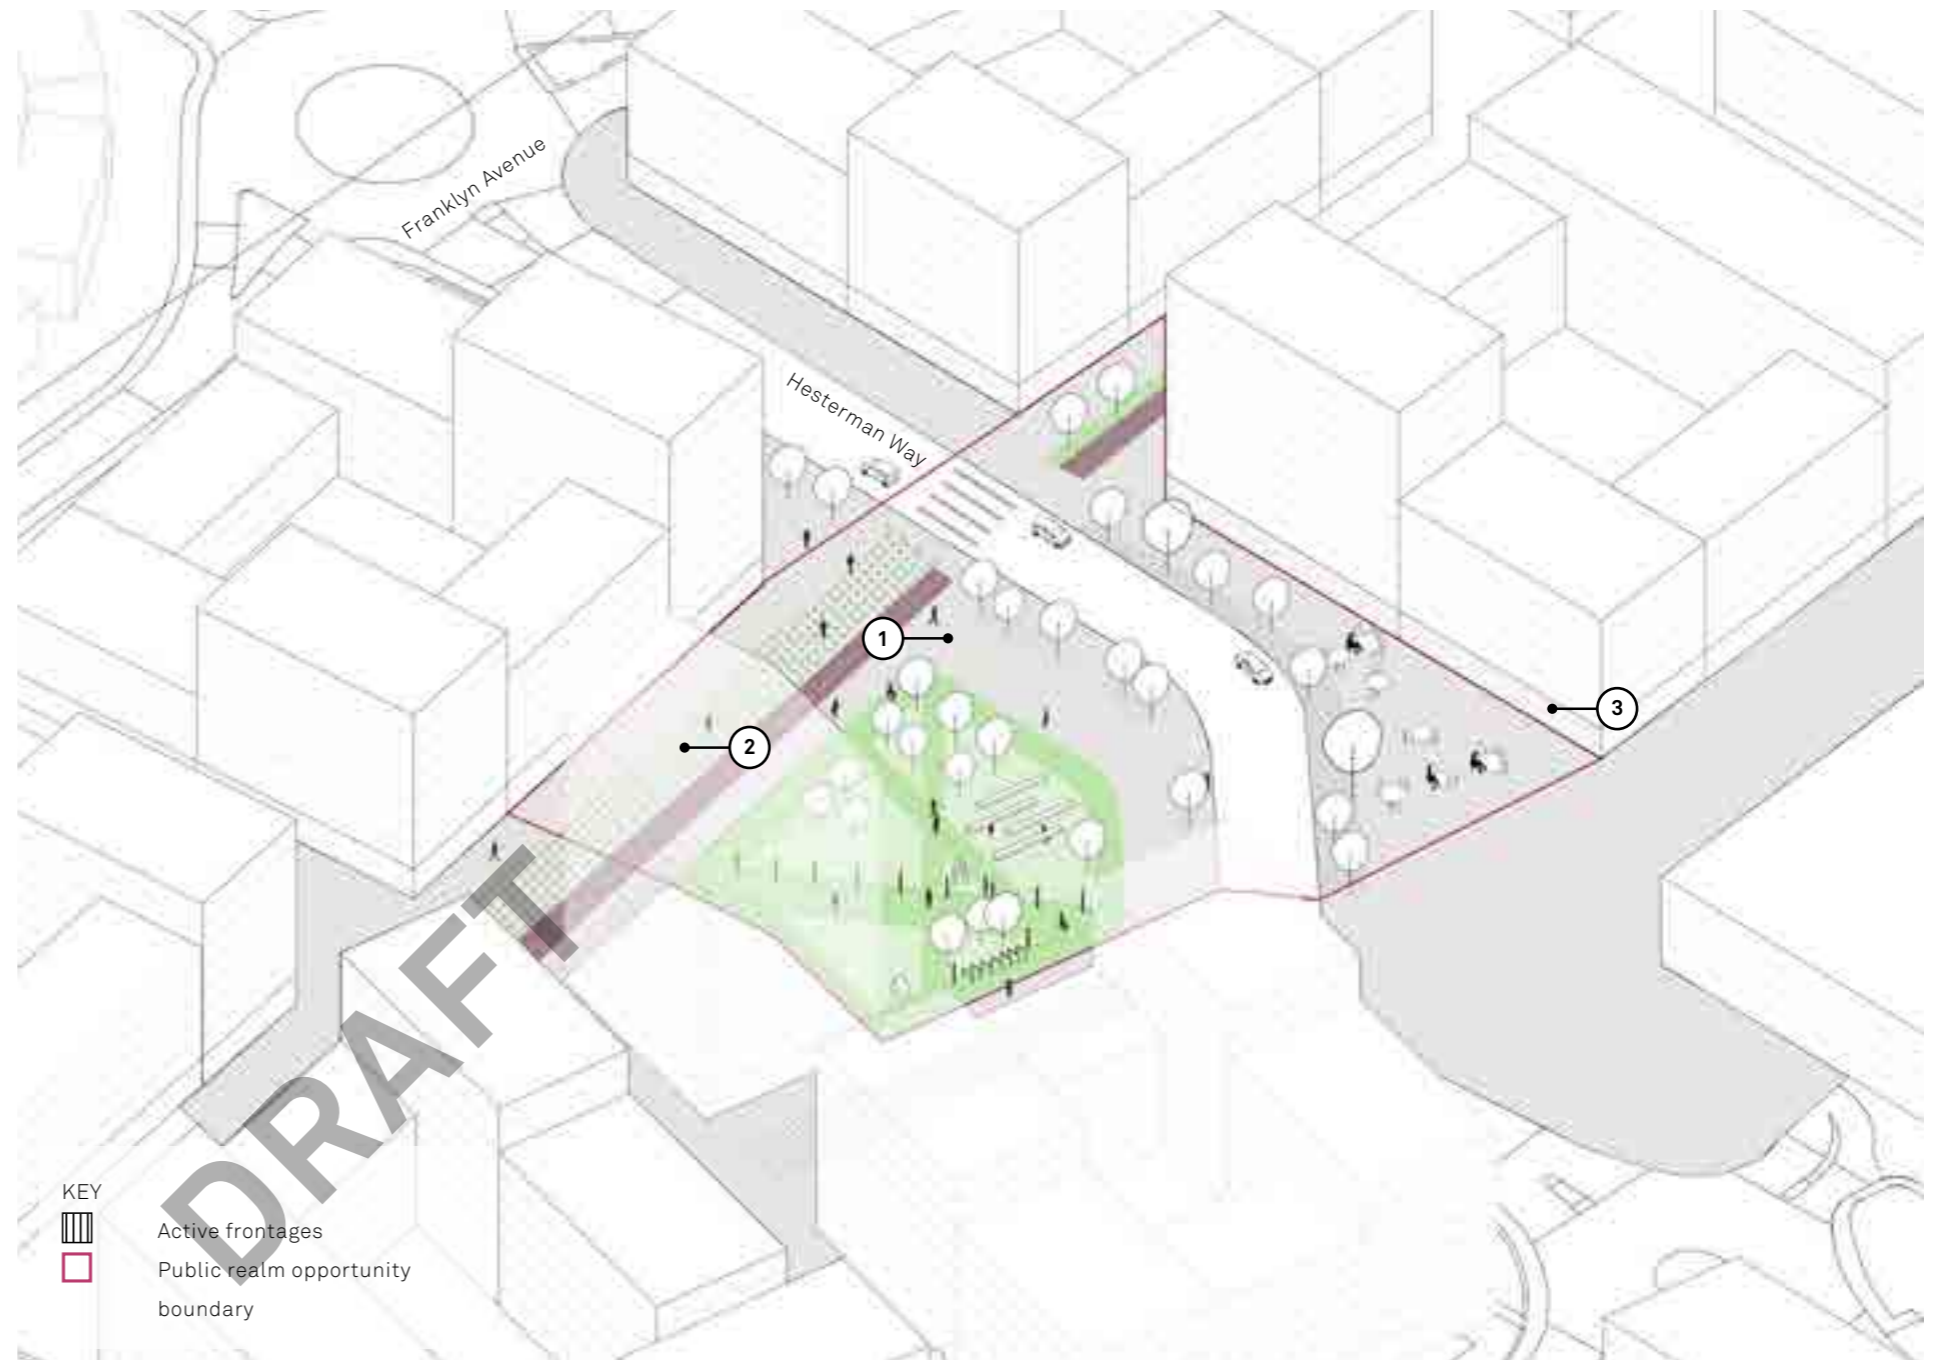 Franklyn Avenue
Hesterman Way
1
2
3
DRAFT
KEY
Active frontages
Public realm opportunity
boundary